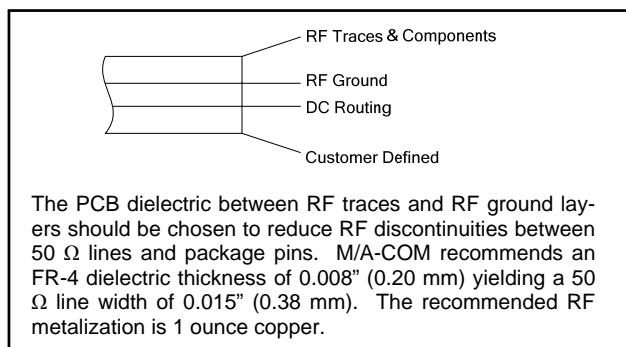 RF Traces & Components
RF Ground
DC Routing
Customer Defined
The PCB dielectric between RF traces and RF ground lay-
ers should be chosen to reduce RF discontinuities between
50 Ω lines and package pins. M/A-COM recommends an
FR-4 dielectric thickness of 0.008” (0.20 mm) yielding a 50
Ω line width of 0.015” (0.38 mm). The recommended RF
metalization is 1 ounce copper.